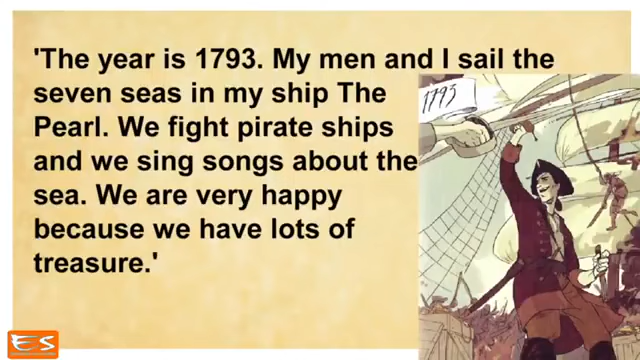 'The year is 1793. My men and I sail the
seven seas in my ship The
Pearl. We fight pirate ships
and we sing songs about the
sea. We are very happy
because we have lots of
treasure.'
1793
ES